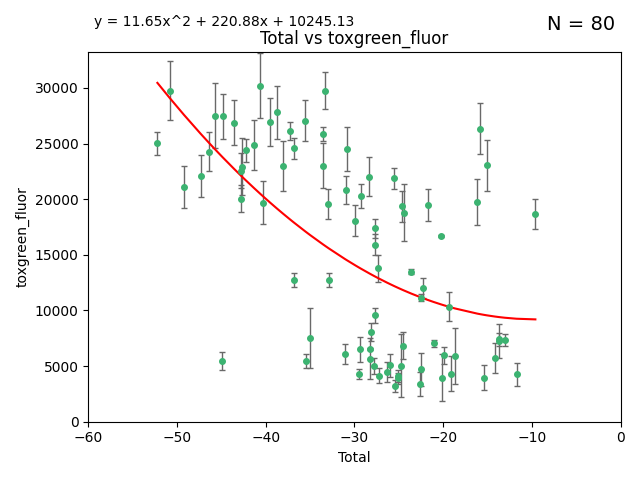 y = 11.65x^2 + 220.88x + 10245.13
N = 80
Total vs toxgreen_fluor
30000
25000
20000
15000
10000
5000
0
toxgreen_fluor
−60
−50
−40
−30
−20
−10
0
Total